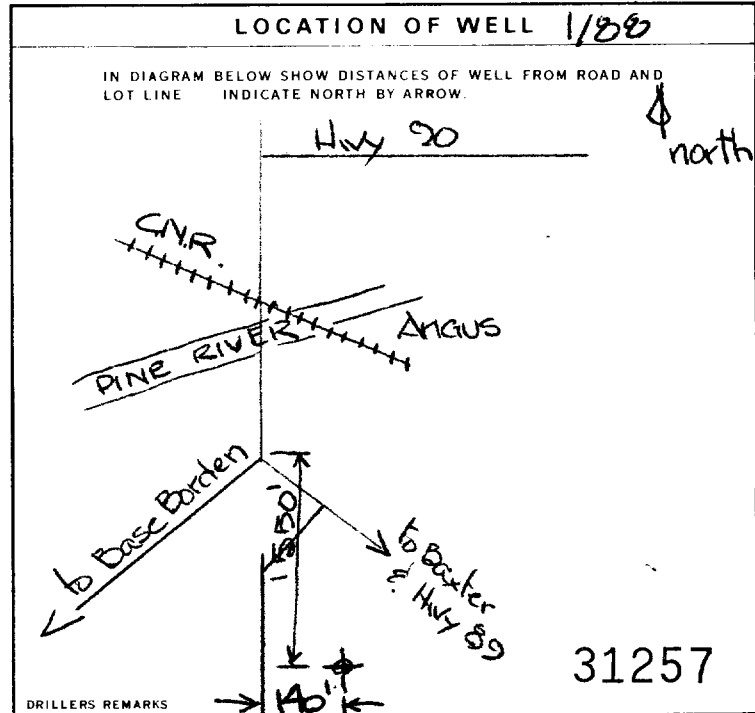 LOCATION OF WELL 1/88
IN DIAGRAM BELOW SHOW DISTANCES OF WELL FROM ROAD AND
LOT LINE INDICATE NORTH BY ARROW.
north
Hwy 90
C.N.R.
ANGUS
PINE RIVER
to Base Borden
to Baxter
& Hwy 89
31257
140'
DRILLERS REMARKS